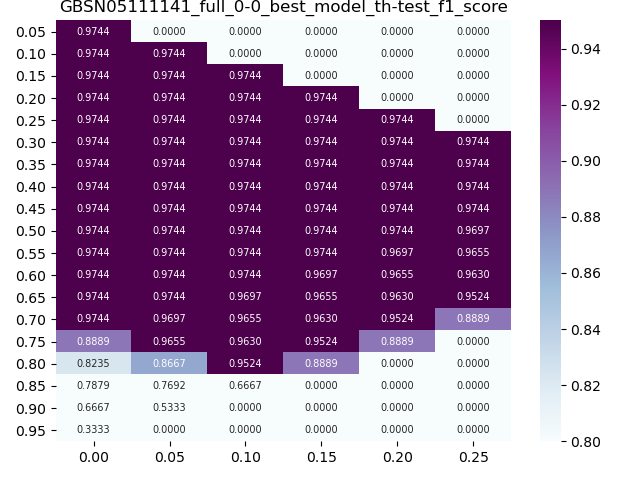 GBSN05111141_full_0-0_best_model_th-test_f1_score
0.05 0.9744 0.0000 0.0000 0.0000 0.0000 0.0000
0.10 0.9744 0.9744 0.0000 0.0000 0.0000 0.0000
0.15 0.9744 0.9744 0.9744 0.0000 0.0000 0.0000
0.20 0.9744 0.9744 0.9744 0.9744 0.0000 0.0000
0.25 0.9744 0.9744 0.9744 0.9744 0.9744 0.0000
0.30 0.9744 0.9744 0.9744 0.9744 0.9744 0.9744
0.35 0.9744 0.9744 0.9744 0.9744 0.9744 0.9744
0.40 0.9744 0.9744 0.9744 0.9744 0.9744 0.9744
0.45 0.9744 0.9744 0.9744 0.9744 0.9744 0.9744
0.50 0.9744 0.9744 0.9744 0.9744 0.9744 0.9697
0.55 0.9744 0.9744 0.9744 0.9744 0.9697 0.9655
0.60 0.9744 0.9744 0.9744 0.9697 0.9655 0.9630
0.65 0.9744 0.9744 0.9697 0.9655 0.9630 0.9524
0.70 0.9744 0.9697 0.9655 0.9630 0.9524 0.8889
0.75 0.8889 0.9655 0.9630 0.9524 0.8889 0.0000
0.80 0.8235 0.8667 0.9524 0.8889 0.0000 0.0000
0.85 0.7879 0.7692 0.6667 0.0000 0.0000 0.0000
0.90 0.6667 0.5333 0.0000 0.0000 0.0000 0.0000
0.95 0.3333 0.0000 0.0000 0.0000 0.0000 0.0000
0.00 0.05 0.10 0.15 0.20 0.25
0.94
0.92
0.90
0.88
0.86
0.84
0.82
0.80